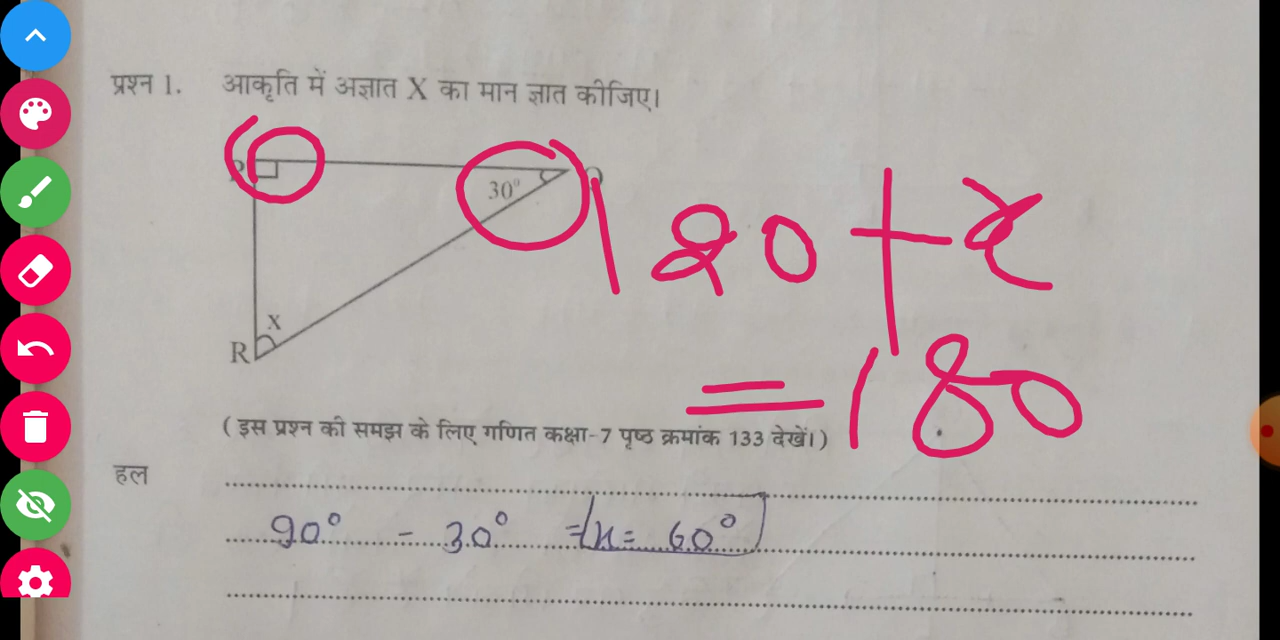 प्रश्न 1. आकृति में अज्ञात X का मान ज्ञात कीजिए।
30°
120 + x
X
R
= 180
( इस प्रश्न की समझ के लिए गणित कक्षा-7 पृष्ठ क्रमांक 133 देखें। )
हल
90° - 30° = x = 60°